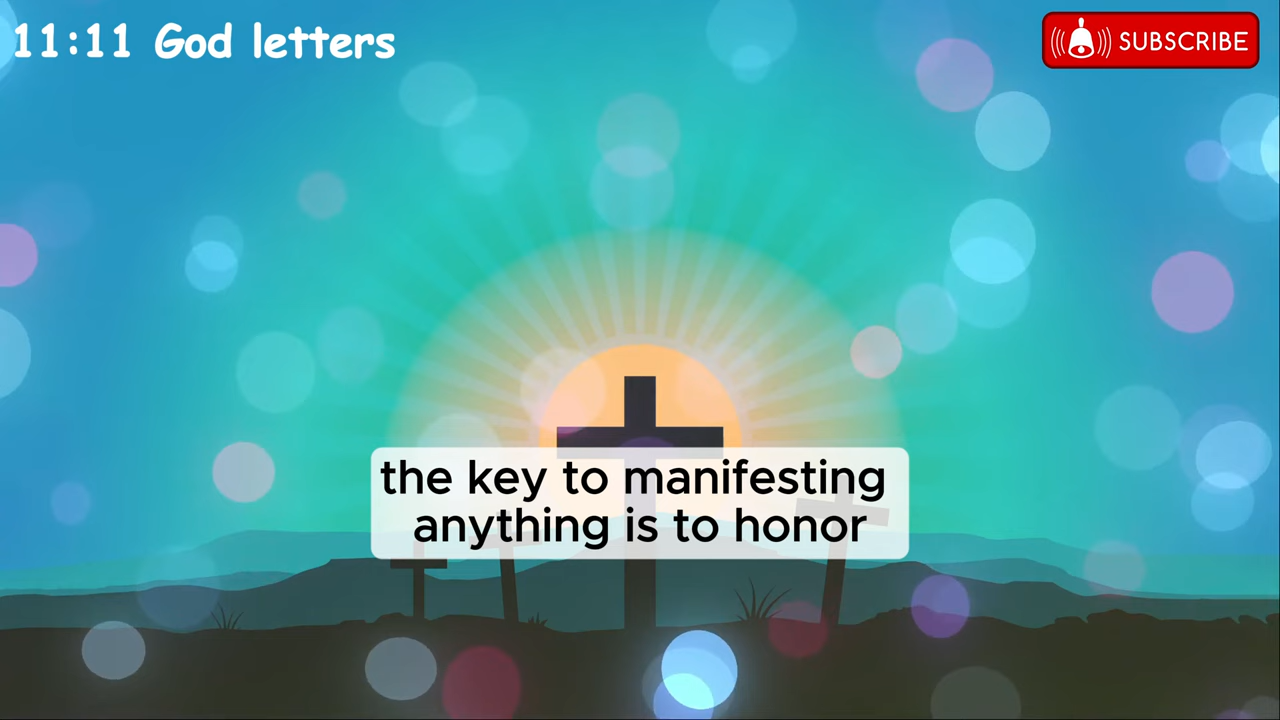 11:11 God letters
SUBSCRIBE
the key to manifesting
anything is to honor